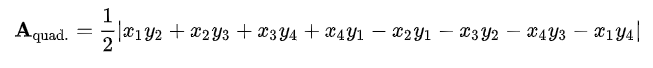 A_quad. = 1/2 |x₁y₂ + x₂y₃ + x₃y₄ + x₄y₁ − x₂y₁ − x₃y₂ − x₄y₃ − x₁y₄|